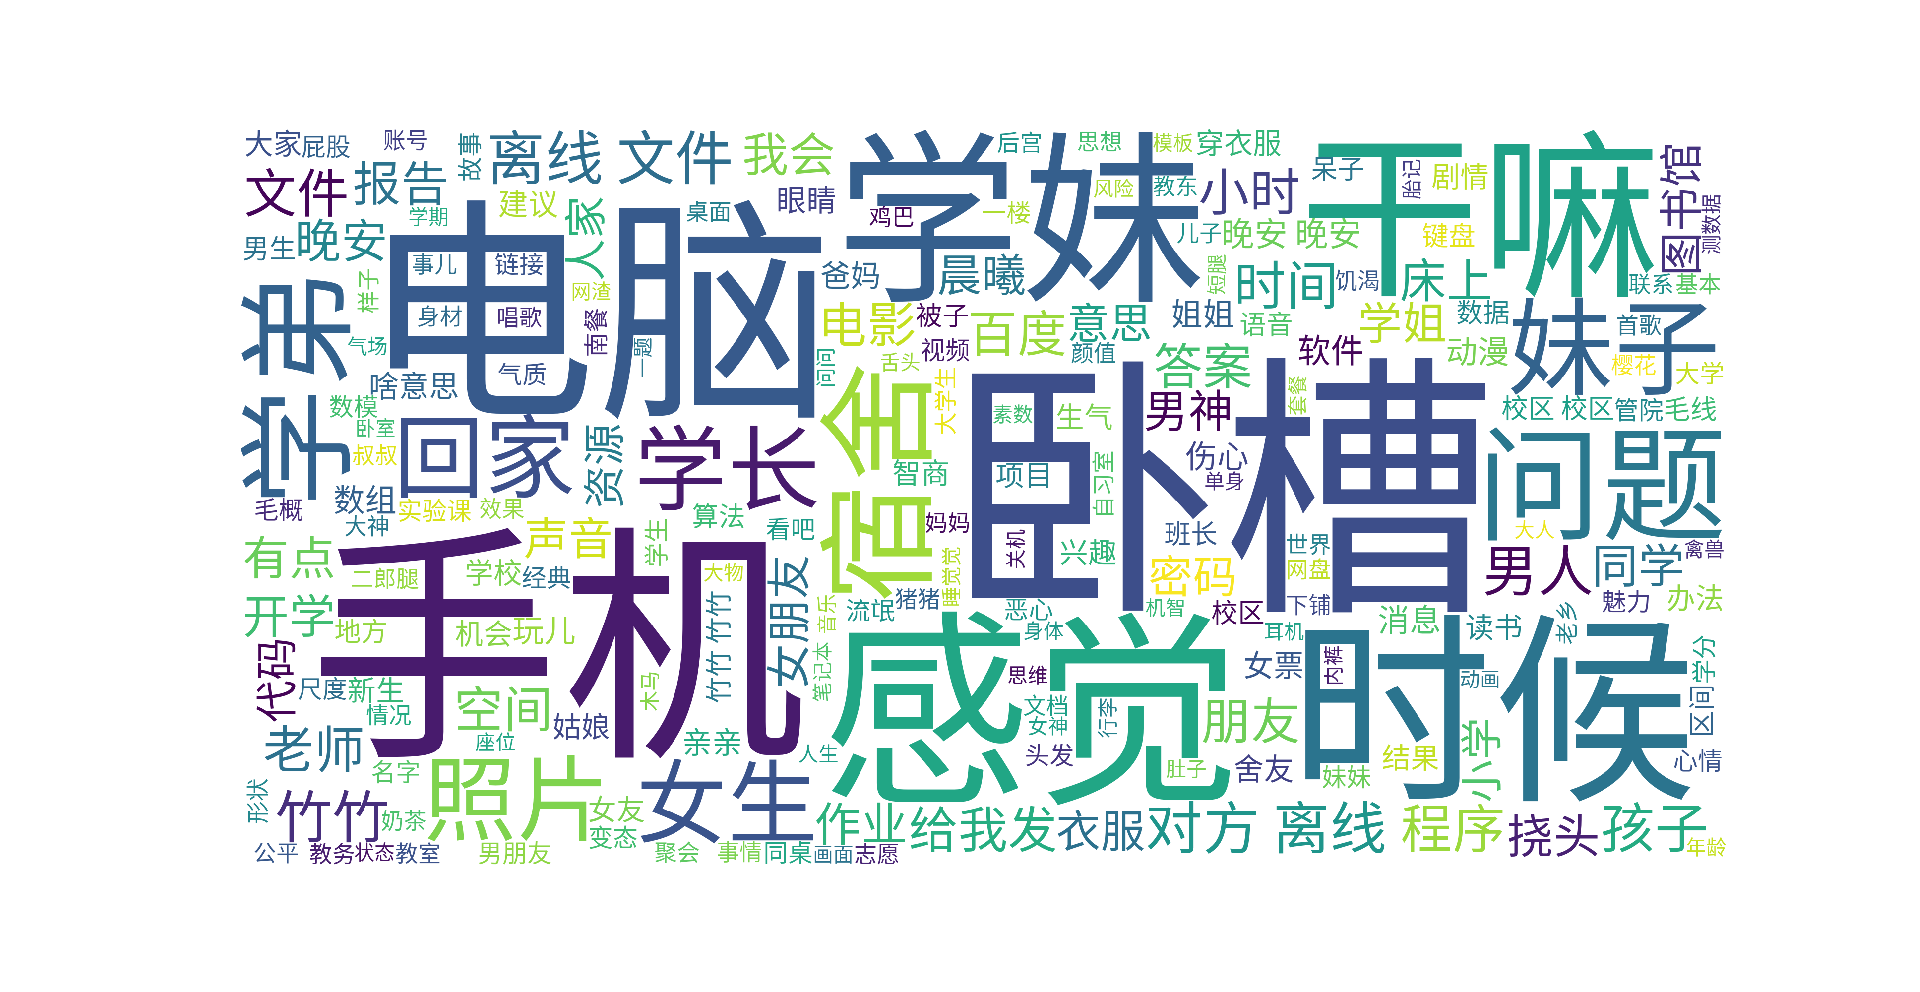 大家
屁股
账号
故事
离线 文件
我会
学妹
后宫
思想
模板
穿衣服
干嘛
呆子
剧情
胎记
图书馆
文件
报告
建议
学期
人家
桌面
眼睛
鸡巴
一楼
风险
教东
小时
儿子
晚安 晚安
键盘
测数据
男生
晚安
事儿
链接
电脑
爸妈
晨曦
短腿
时间
饥渴
床上
联系
基本
学弟
样子
网渣
身材
唱歌
南餐
一题
问问
电影
被子
百度
意思
姐姐
语音
学姐
数据
妹子
首歌
气场
啥意思
气质
视频
舌头
颜值
答案
软件
动漫
樱花
大学
数模
卧室
叔叔
回家
资源
学长
宿舍
大学生
素数
生气
男神
套餐
卧槽
校区 校区
管院
毛线
问题
数组
毛概
大神
实验课
效果
智商
项目
自习室
伤心
单身
算法
看吧
妈妈
关机
兴趣
班长
密码
世界
网盘
大人
男人
同学
禽兽
有点
声音
学生
二郎腿
学校
经典
手机
大物
女朋友
睡觉觉
猪猪
流氓
恶心
身体
机智
校区
下铺
耳机
消息
读书
老乡
魅力
办法
开学
地方
机会
玩儿
竹竹 竹竹
音乐
笔记本
感觉
思维
女票
内裤
时候
动画
学分
区间
代码
尺度
新生
情况
空间
木马
姑娘
文档
女神
行李
朋友
老师
座位
亲亲
人生
头发
肚子
舍友
妹妹
结果
小学
心情
形状
名字
竹竹
奶茶
照片
女友
变态
女生
作业
给我发
衣服
对方 离线
程序
挠头
孩子
年龄
公平
教务
状态
教室
男朋友
聚会
事情
同桌
画面
志愿